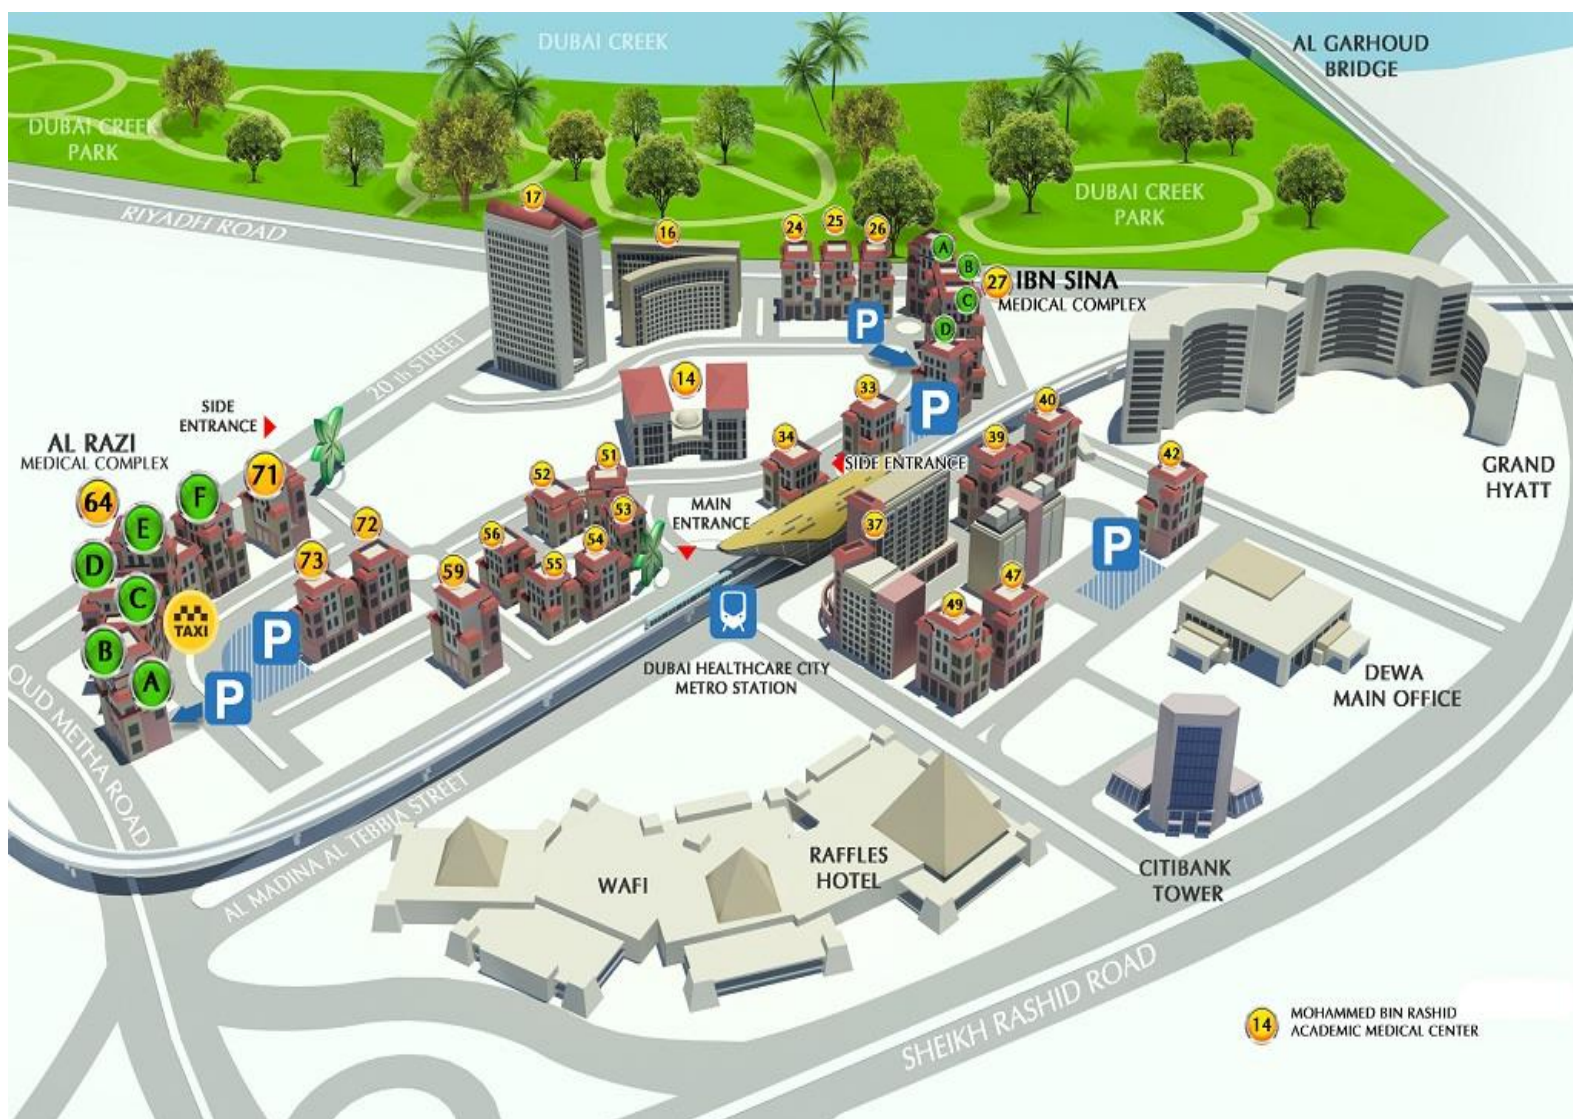 DUBAI CREEK
AL GARHOUD
BRIDGE
DUBAI CREEK
PARK
DUBAI CREEK
PARK
RIYADH ROAD
17
16
24
25
26
A
B
27
IBN SINA
MEDICAL COMPLEX
C
D
P
20 th STREET
14
33
P
40
SIDE
ENTRANCE
AL RAZI
MEDICAL COMPLEX
34
SIDE ENTRANCE
39
42
GRAND
HYATT
64
E
F
71
72
73
D
C
B
A
TAXI
P
P
51
52
53
54
55
56
59
MAIN
ENTRANCE
37
P
47
49
DUBAI HEALTHCARE CITY
METRO STATION
DEWA
MAIN OFFICE
OUD METHA ROAD
AL MADINA AL TEBBIA STREET
WAFI
RAFFLES
HOTEL
CITIBANK
TOWER
SHEIKH RASHID ROAD
14
MOHAMMED BIN RASHID
ACADEMIC MEDICAL CENTER